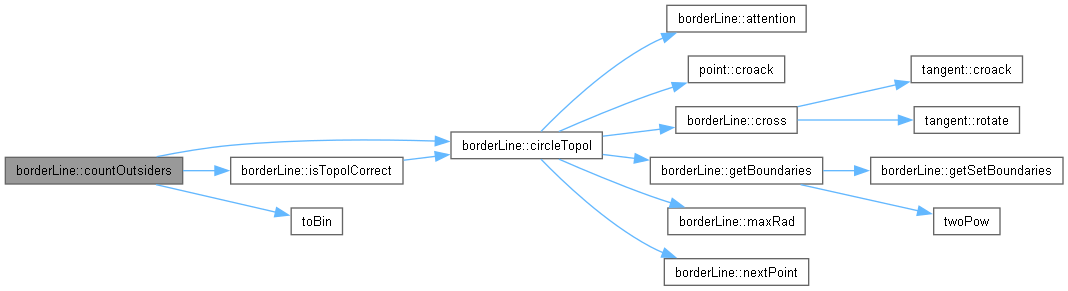 borderLine::countOutsiders
borderLine::isTopolCorrect
toBin
borderLine::circleTopol
borderLine::attention
point::croack
borderLine::cross
borderLine::getBoundaries
borderLine::maxRad
borderLine::nextPoint
tangent::croack
tangent::rotate
borderLine::getSetBoundaries
twoPow